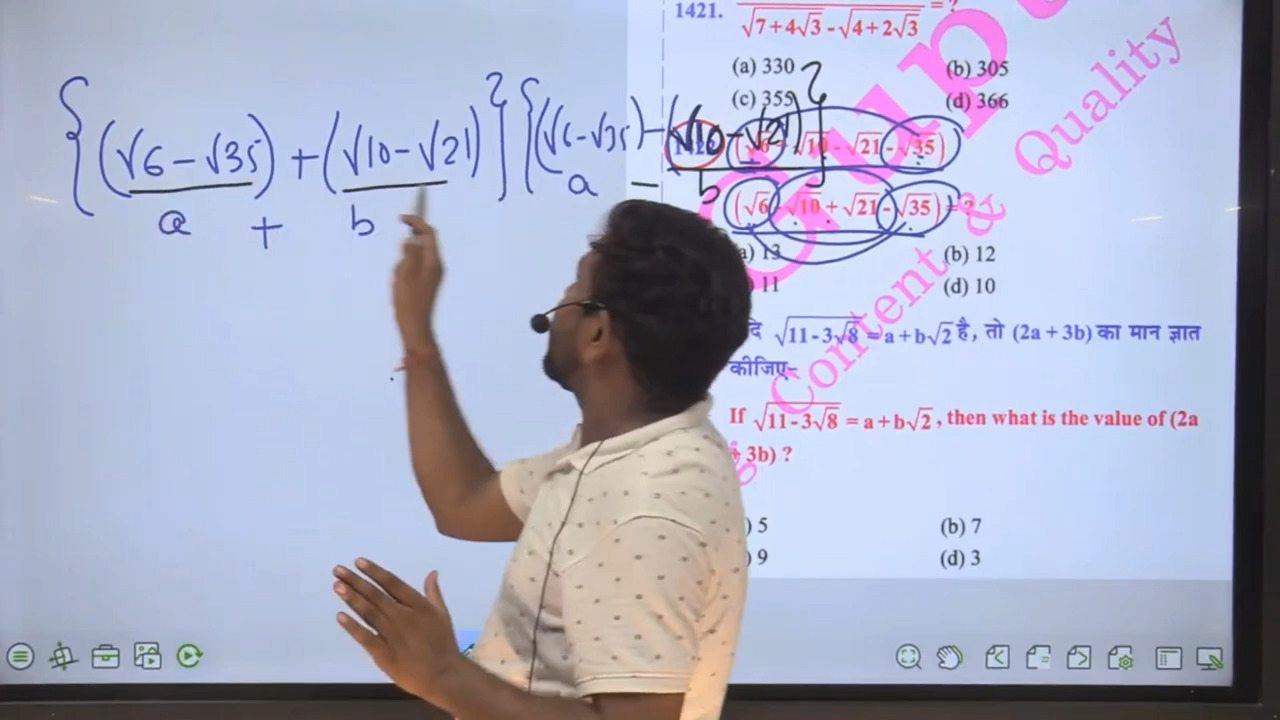 1421. √7+4√3 - √4+2√3 = ?
(a) 330 (b) 305
(c) 355 (d) 366
{(√6 - √35) + (√10 - √21)} {(√6 - √35) - (√10 - √21)}
a + b a - b
(√6 + √10 - √21 - √35)
(√6 - √10 + √21 - √35) = ?
a) 13 (b) 12
11 (d) 10
√11-3√8 = a+b√2 है, तो (2a + 3b) का मान ज्ञात
कीजिए-
If √11-3√8 = a+b√2, then what is the value of (2a
+ 3b) ?
) 5 (b) 7
) 9 (d) 3
Content & Quality